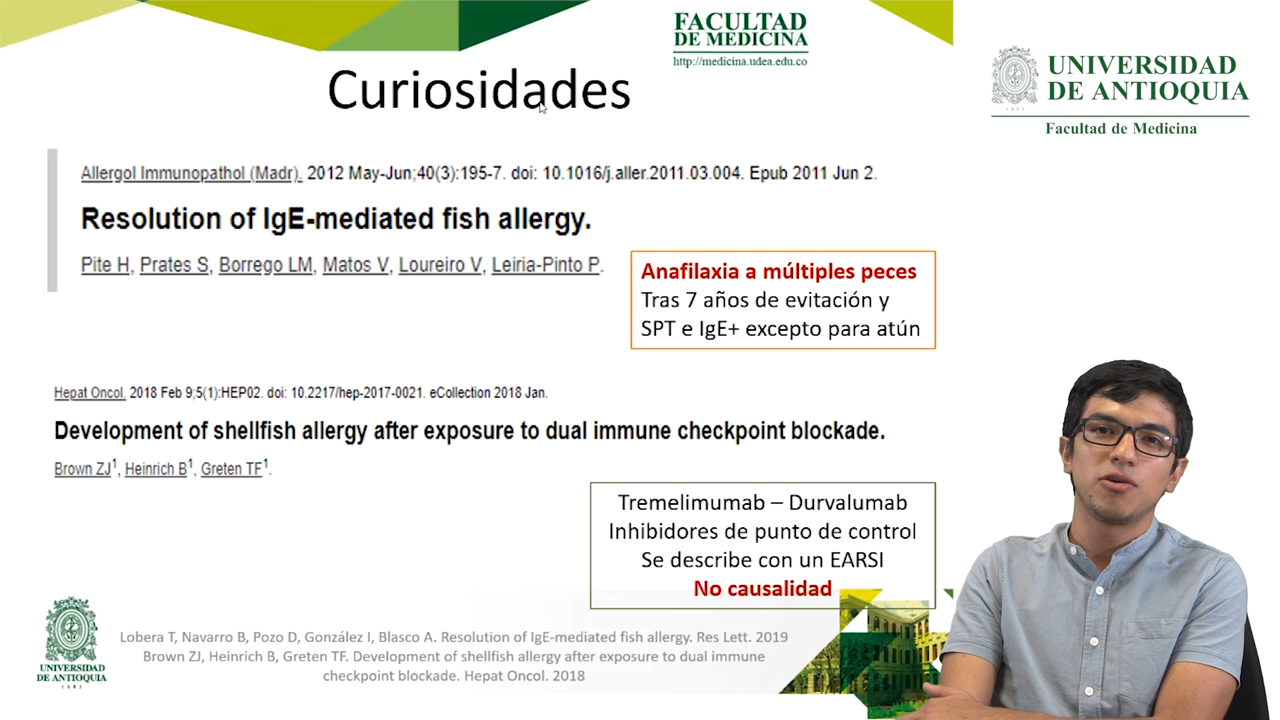 FACULTAD
DE MEDICINA
http://medicina.udea.edu.co
UNIVERSIDAD
DE ANTIOQUIA
1803
Facultad de Medicina
Curiosidades
Allergol Immunopathol (Madr). 2012 May-Jun;40(3):195-7. doi: 10.1016/j.aller.2011.03.004. Epub 2011 Jun 2.
Resolution of IgE-mediated fish allergy.
Pite H, Prates S, Borrego LM, Matos V, Loureiro V, Leiria-Pinto P.
Anafilaxia a múltiples peces
Tras 7 años de evitación y
SPT e IgE+ excepto para atún
Hepat Oncol. 2018 Feb 9;5(1):HEP02. doi: 10.2217/hep-2017-0021. eCollection 2018 Jan.
Development of shellfish allergy after exposure to dual immune checkpoint blockade.
Brown ZJ1, Heinrich B1, Greten TF1.
Tremelimumab – Durvalumab
Inhibidores de punto de control
Se describe con un EARSI
No causalidad
Lobera T, Navarro B, Pozo D, González I, Blasco A. Resolution of IgE-mediated fish allergy. Res Lett. 2019
Brown ZJ, Heinrich B, Greten TF. Development of shellfish allergy after exposure to dual immune
checkpoint blockade. Hepat Oncol. 2018
UNIVERSIDAD
DE ANTIOQUIA
1803